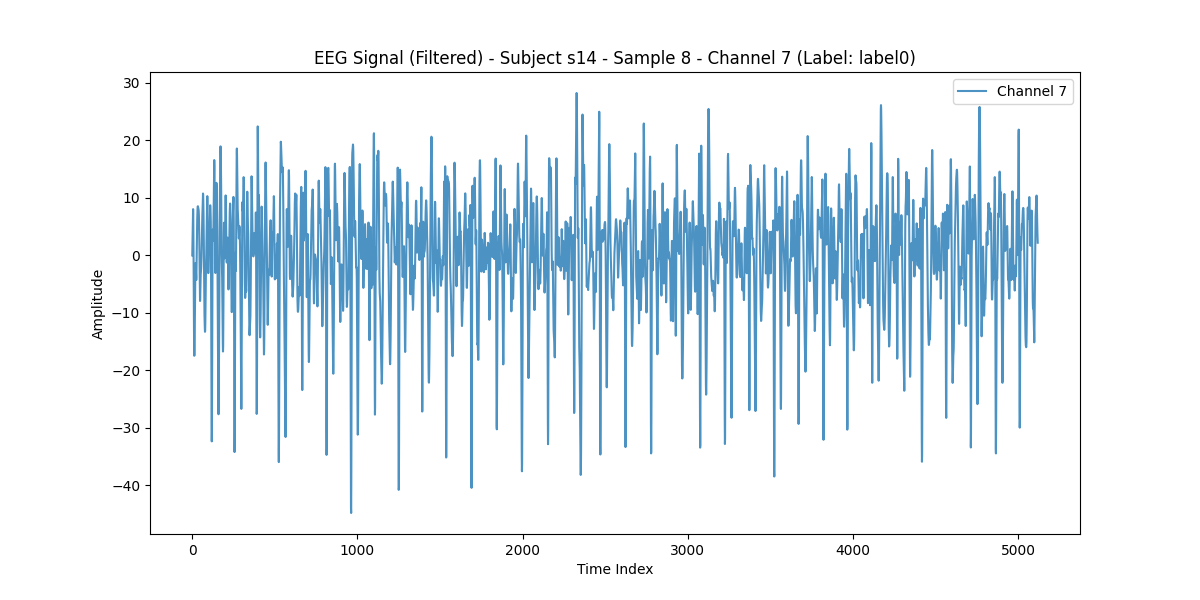 EEG Signal (Filtered) - Subject s14 - Sample 8 - Channel 7 (Label: label0)
Channel 7
30
20
10
0
−10
−20
−30
−40
Amplitude
0 1000 2000 3000 4000 5000
Time Index